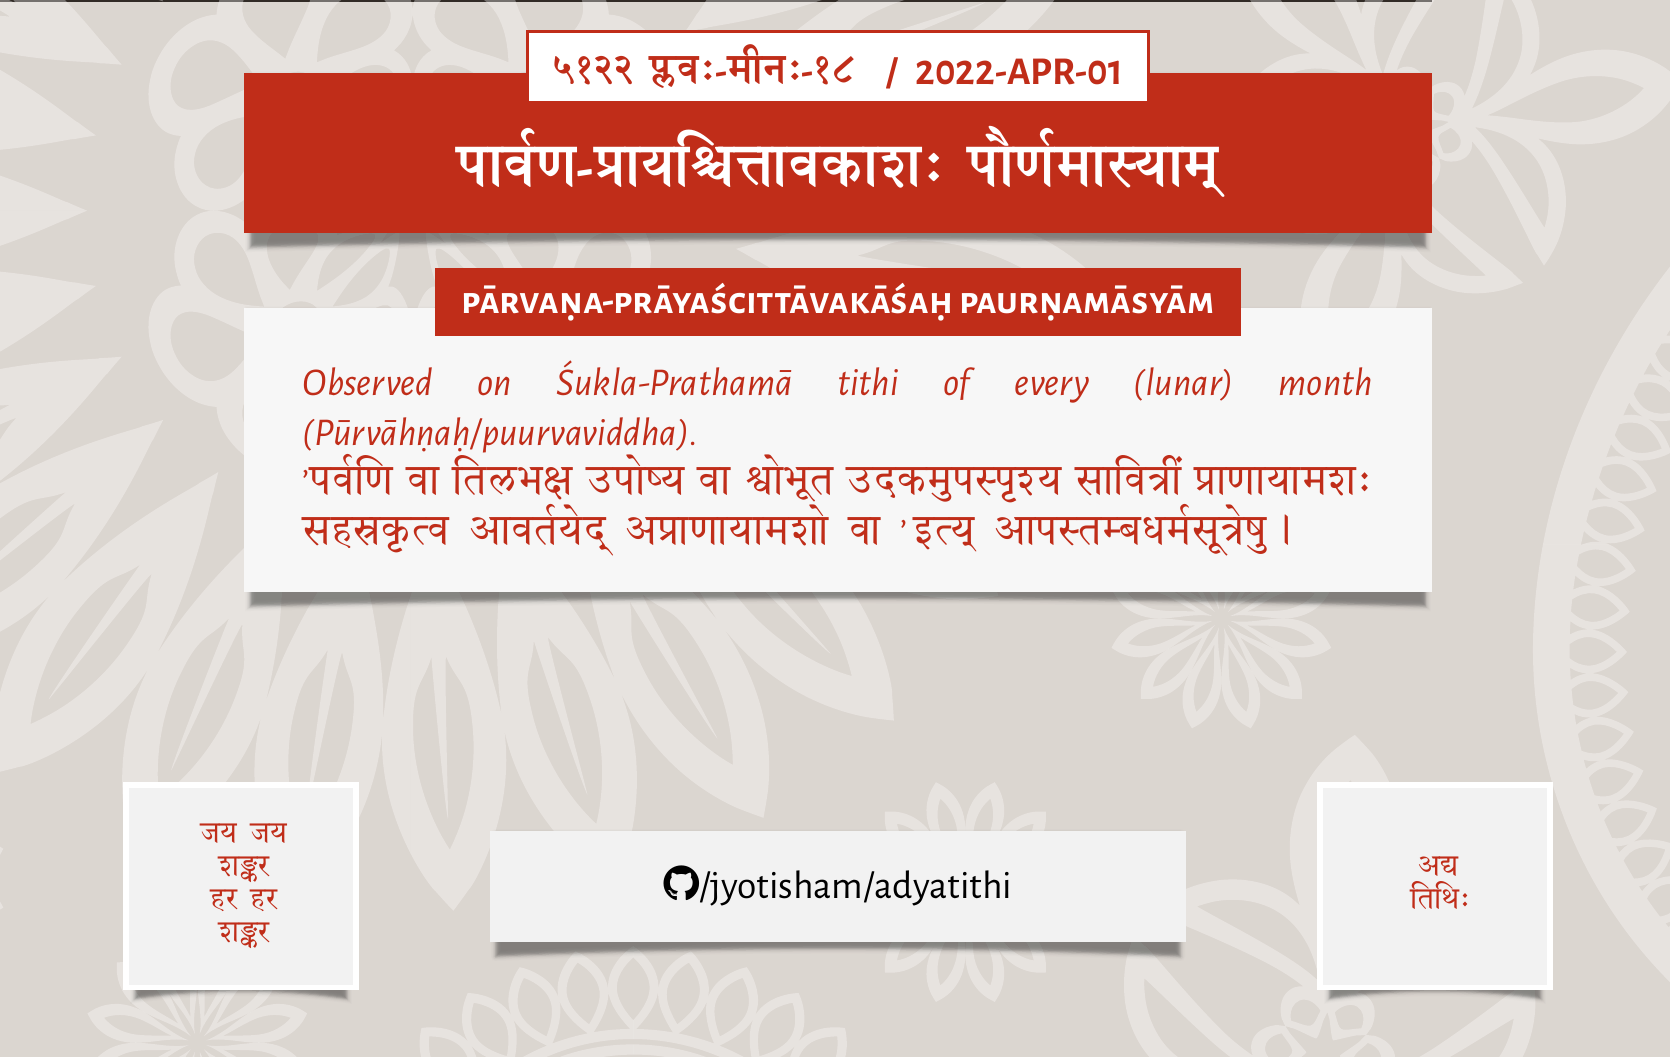 ५१२२ प्लवः-मीनः-१८ / 2022-APR-01
पार्वण-प्रायश्चित्तावकाशः पौर्णमास्याम्
PĀRVAṆA-PRĀYAŚCITTĀVAKĀŚAḤ PAURṆAMĀSYĀM
Observed on Śukla-Prathamā tithi of every (lunar) month
(Pūrvāhṇaḥ/puurvaviddha).
’पर्वणि वा तिलभक्ष उपोष्य वा श्वोभूत उदकमुपस्पृश्य सावित्रीं प्राणायामशः
सहस्रकृत्व आवर्तयेद् अप्राणायामशो वा ’इत्य् आपस्तम्बधर्मसूत्रेषु।
जय जय
शङ्कर
हर हर
शङ्कर
/jyotisham/adyatithi
अद्य
तिथिः